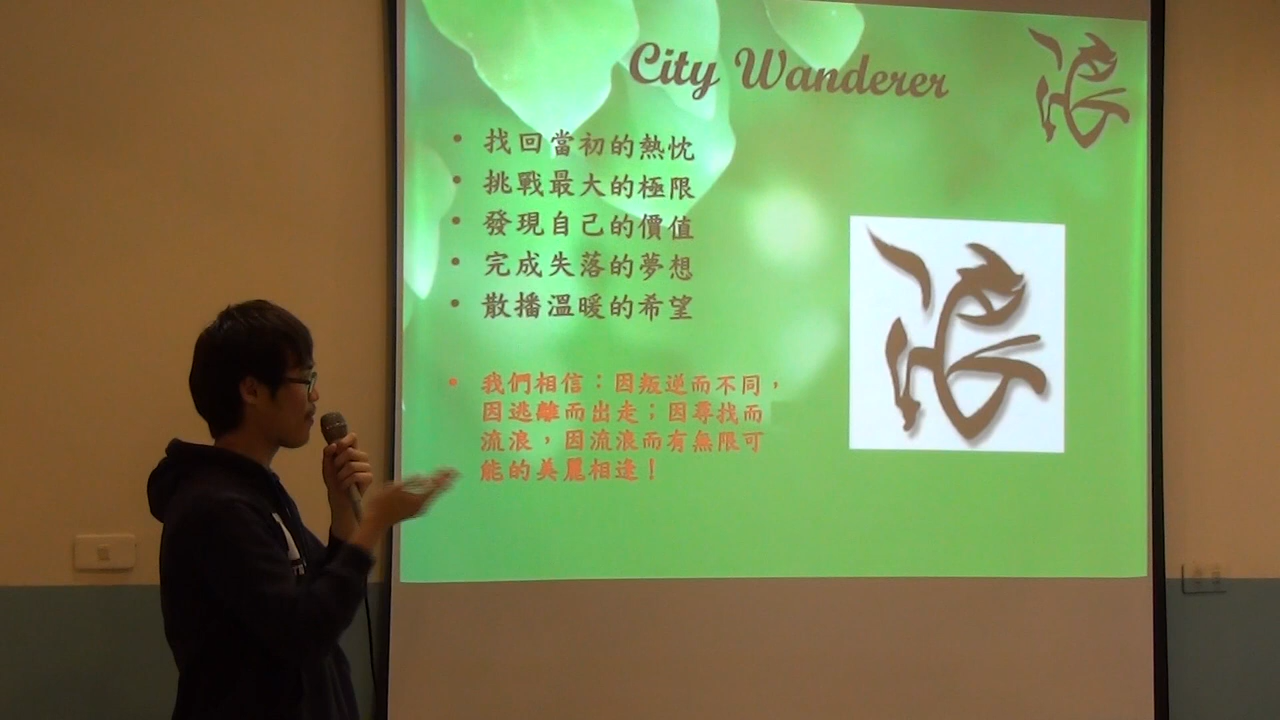 City Wanderer
浪
• 找回當初的熱忱
• 挑戰最大的極限
• 發現自己的價值
• 完成失落的夢想
• 散播溫暖的希望
浪
• 我們相信：因叛逆而不同，
因逃離而出走；因尋找而
流浪，因流浪而有無限可
能的美麗相逢！